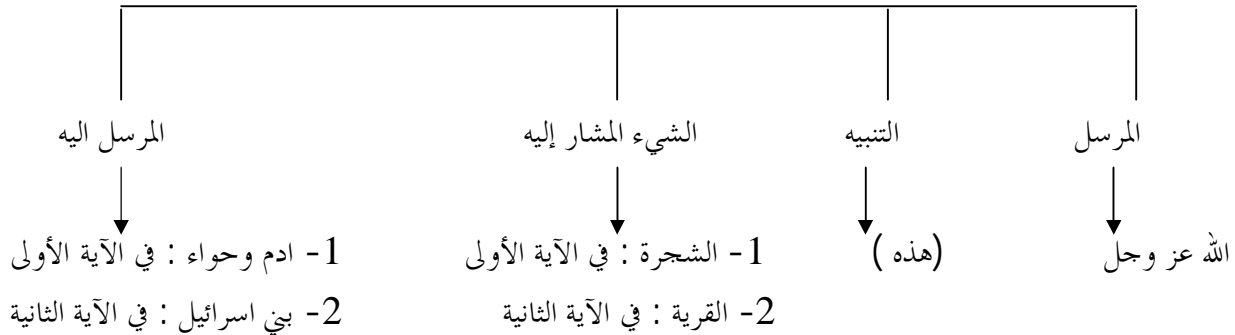 المرسل التنبيه الشيء المشار إليه المرسل اليه
الله عز وجل (هذه ) 1- الشجرة : في الآية الأولى 1- ادم وحواء : في الآية الأولى
2- القرية : في الآية الثانية 2- بني اسرائيل : في الآية الثانية